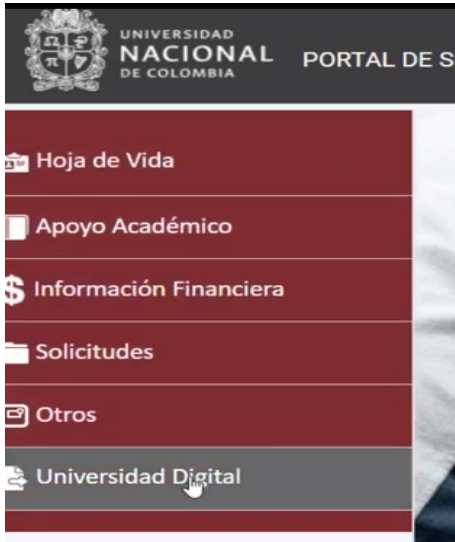 UNIVERSIDAD
NACIONAL
DE COLOMBIA
PORTAL DE S
Hoja de Vida
Apoyo Académico
Información Financiera
Solicitudes
Otros
Universidad Digital